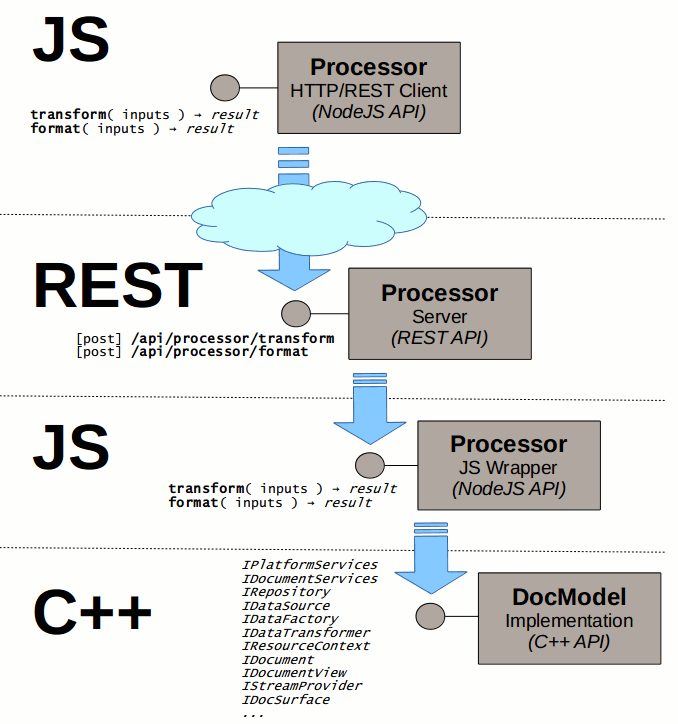 JS
Processor
HTTP/REST Client
(NodeJS API)
transform( inputs ) → result
format( inputs ) → result
REST
Processor
Server
(REST API)
[post] /api/processor/transform
[post] /api/processor/format
JS
Processor
JS Wrapper
(NodeJS API)
transform( inputs ) → result
format( inputs ) → result
C++
IPlatformServices
IDocumentServices
IRepository
IDataSource
IDataFactory
IDataTransformer
IResourceContext
IDocument
IDocumentView
IStreamProvider
IDocSurface
...
DocModel
Implementation
(C++ API)